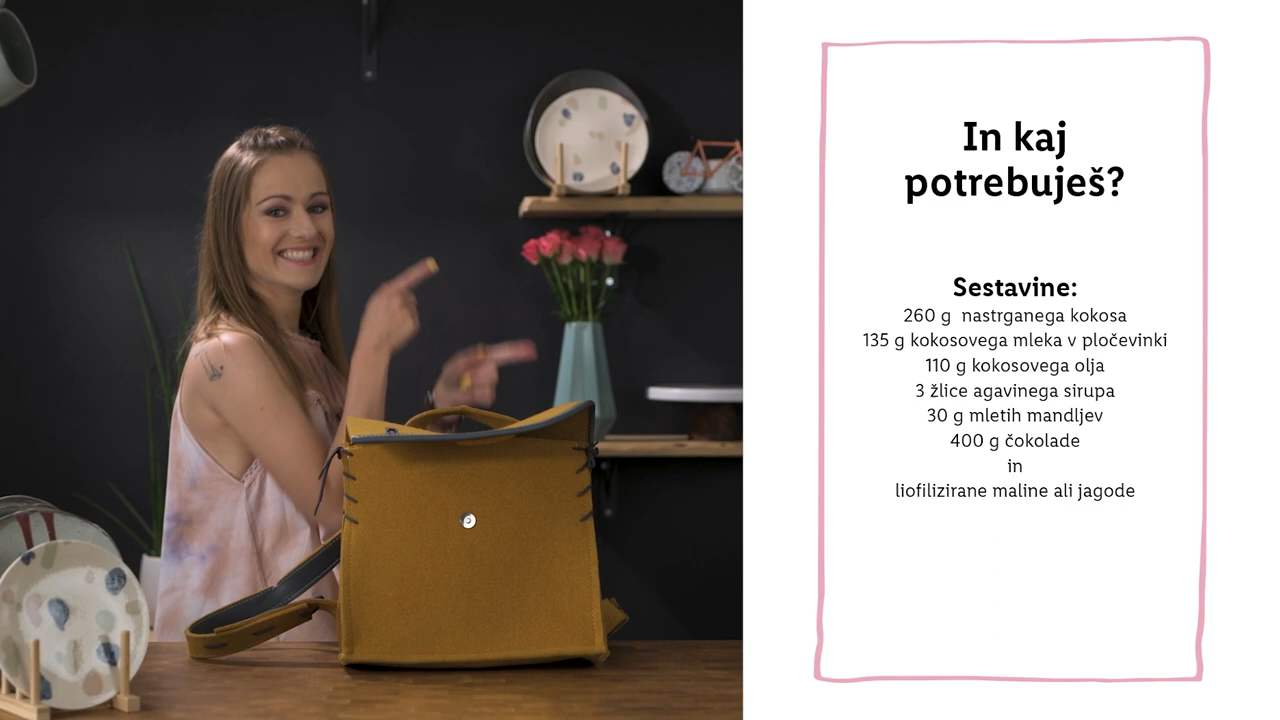 In kaj
potrebuješ?
Sestavine:
260 g  nastrganega kokosa
135 g kokosovega mleka v pločevinki
110 g kokosovega olja
3 žlice agavinega sirupa
30 g mletih mandljev
400 g čokolade
in
liofilizirane maline ali jagode